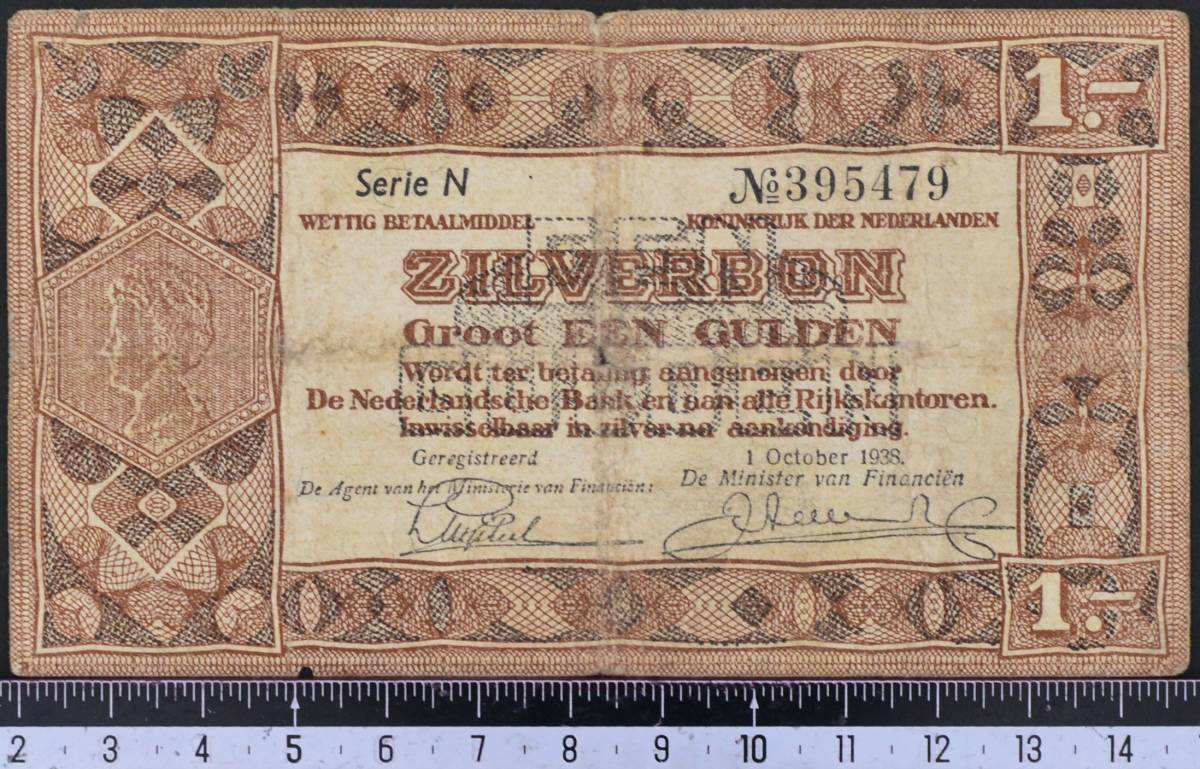 1.-
Serie N №395479
WETTIG BETAALMIDDEL KONINKRIJK DER NEDERLANDEN
ZILVERBON
Groot EEN GULDEN
Wordt ter betaling aangenomen door
De Nederlandsche Bank en aan alle Rijkskantoren.
Inwisselbaar in zilver na aankondiging.
Geregistreerd 1 October 1938.
De Agent van het Ministerie van Financiën: De Minister van Financiën
1.-
2 3 4 5 6 7 8 9 10 11 12 13 14